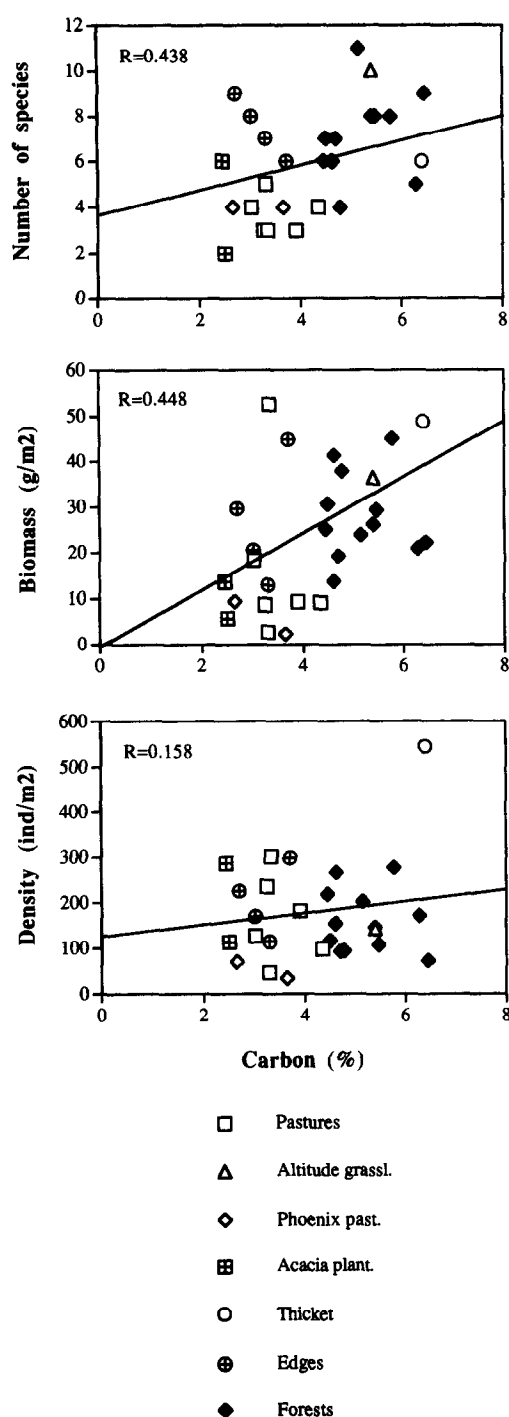 12
10
8
6
4
2
0
R=0.438
Number of species
0 2 4 6 8
60
50
40
30
20
10
0
R=0.448
Biomass (g/m2)
0 2 4 6 8
600
500
400
300
200
100
0
R=0.158
Density (ind/m2)
0 2 4 6 8
Carbon (%)
Pastures
Altitude grassl.
Phoenix past.
Acacia plant.
Thicket
Edges
Forests